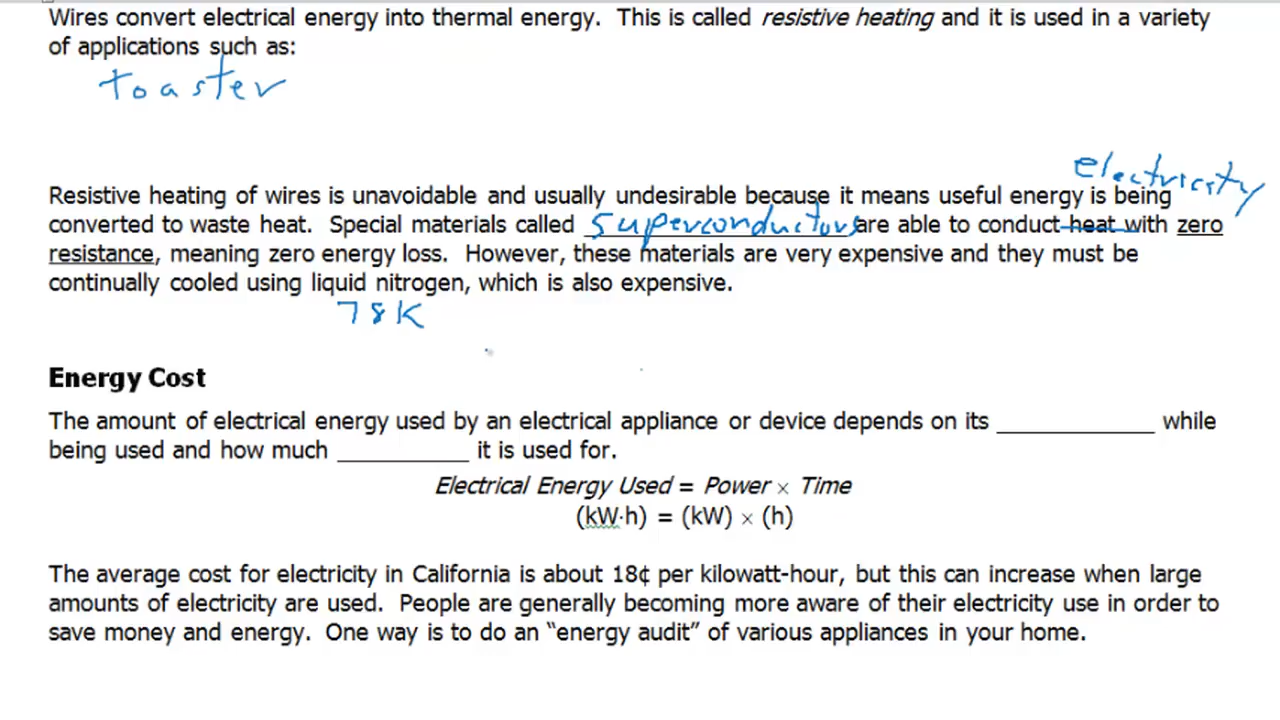 Wires convert electrical energy into thermal energy. This is called resistive heating and it is used in a variety
of applications such as:
toaster
electricity
Resistive heating of wires is unavoidable and usually undesirable because it means useful energy is being
converted to waste heat. Special materials called superconductors are able to conduct heat with zero
resistance, meaning zero energy loss. However, these materials are very expensive and they must be
continually cooled using liquid nitrogen, which is also expensive.
78K
Energy Cost
The amount of electrical energy used by an electrical appliance or device depends on its ____________ while
being used and how much __________ it is used for.
Electrical Energy Used = Power × Time
(kW·h) = (kW) × (h)
The average cost for electricity in California is about 18¢ per kilowatt-hour, but this can increase when large
amounts of electricity are used. People are generally becoming more aware of their electricity use in order to
save money and energy. One way is to do an “energy audit” of various appliances in your home.